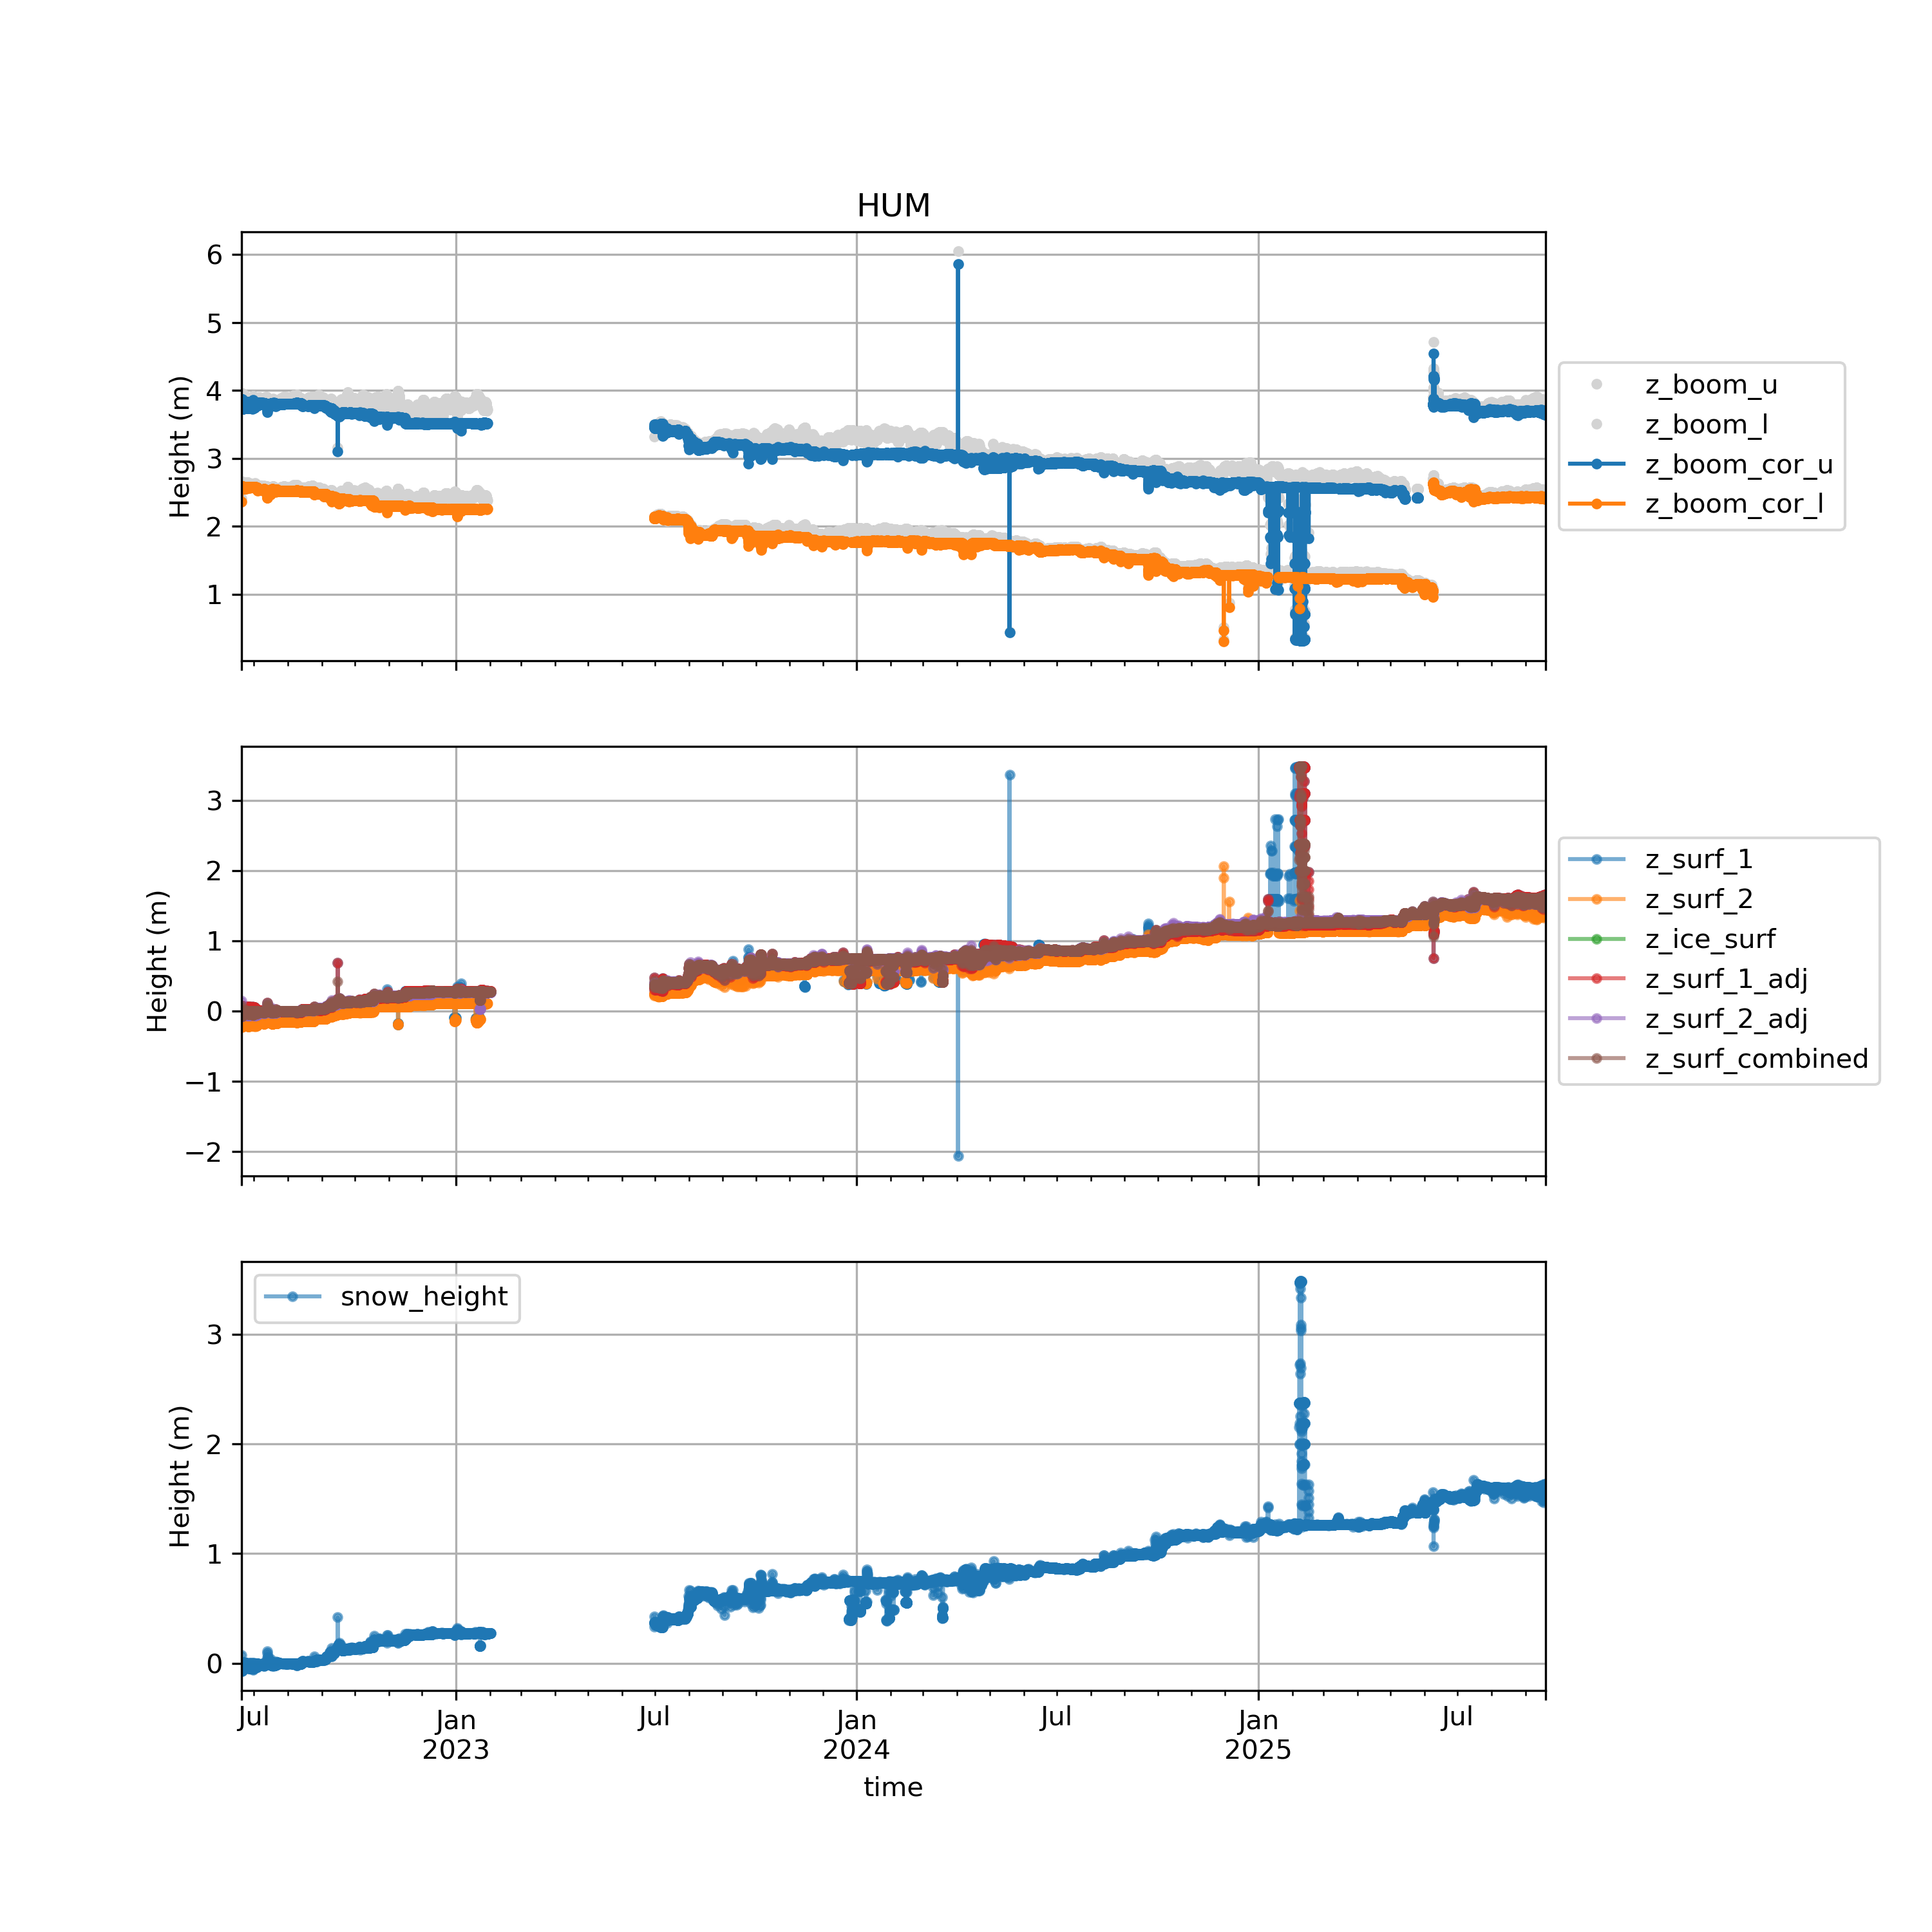 HUM
6
5
4
3
2
1
Height (m)
z_boom_u
z_boom_l
z_boom_cor_u
z_boom_cor_l
3
2
1
0
−1
−2
Height (m)
z_surf_1
z_surf_2
z_ice_surf
z_surf_1_adj
z_surf_2_adj
z_surf_combined
snow_height
3
2
1
0
Height (m)
Jul Jan Jul Jan Jul Jan Jul
2023 2024 2025
time